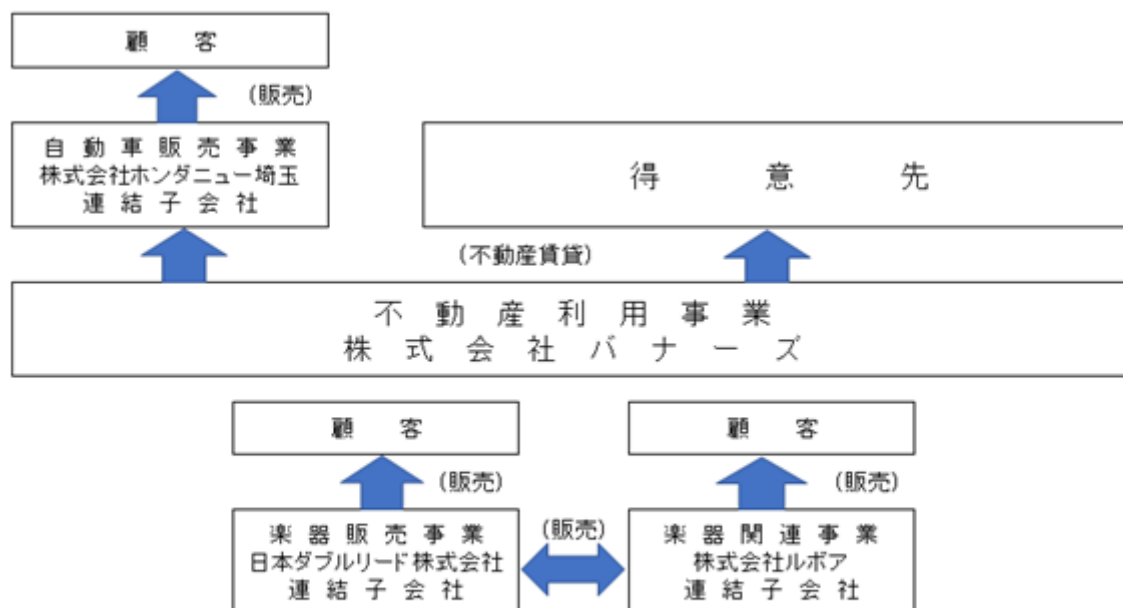 顧 客
(販売)
自動車販売事業
株式会社ホンダニュー埼玉
連結子会社
得 意 先
(不動産賃貸)
不動産利用事業
株式会社バナーズ
顧 客
顧 客
(販売)
(販売)
楽器販売事業
日本ダブルリード株式会社
連結子会社
(販売)
楽器関連事業
株式会社ルボア
連結子会社